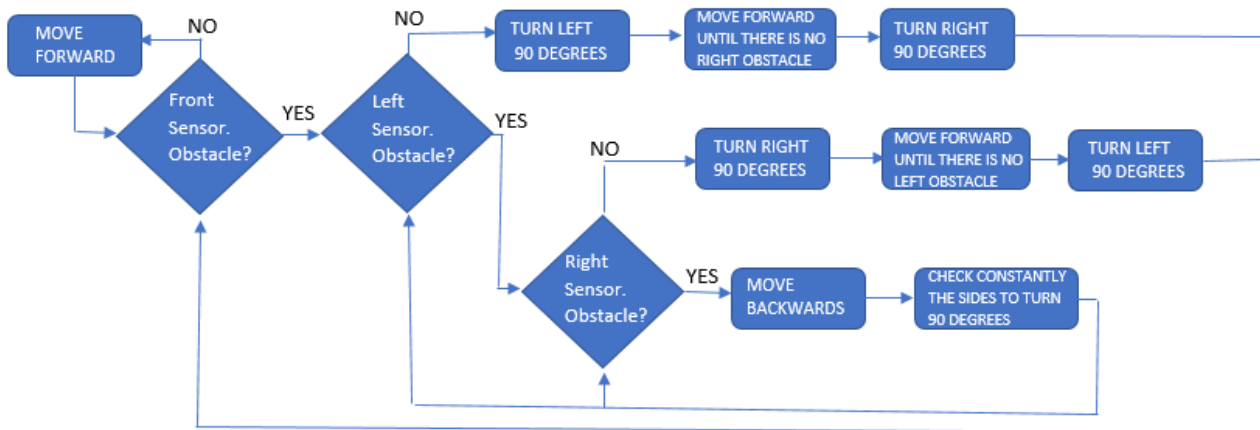 MOVE
FORWARD
NO
Front
Sensor.
Obstacle?
YES
NO
Left
Sensor.
Obstacle?
YES
TURN LEFT
90 DEGREES
MOVE FORWARD
UNTIL THERE IS NO
RIGHT OBSTACLE
TURN RIGHT
90 DEGREES
NO
Right
Sensor.
Obstacle?
YES
TURN RIGHT
90 DEGREES
MOVE FORWARD
UNTIL THERE IS NO
LEFT OBSTACLE
TURN LEFT
90 DEGREES
MOVE
BACKWARDS
CHECK CONSTANTLY
THE SIDES TO TURN
90 DEGREES